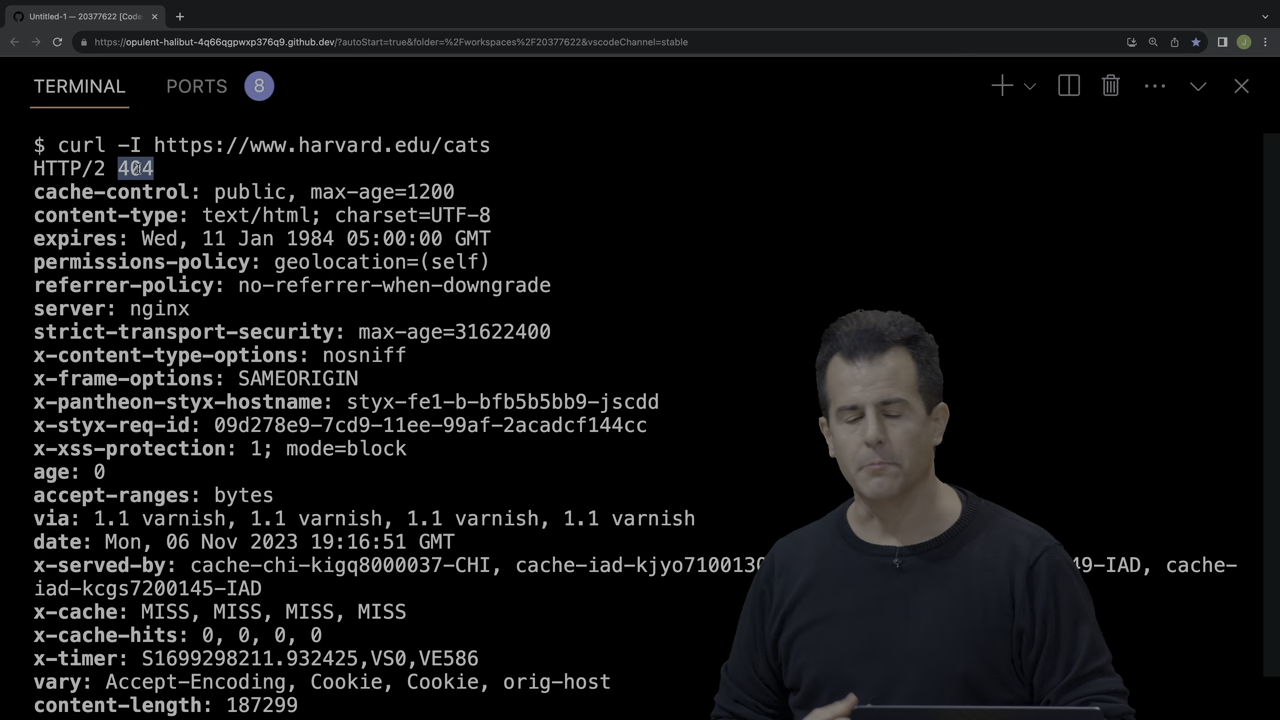 Untitled-1 — 20377622 [Code
https://opulent-halibut-4q66qgpwxp376q9.github.dev/?autoStart=true&folder=%2Fworkspaces%2F20377622&vscodeChannel=stable
J
TERMINAL PORTS 8
$ curl -I https://www.harvard.edu/cats
HTTP/2 404
cache-control: public, max-age=1200
content-type: text/html; charset=UTF-8
expires: Wed, 11 Jan 1984 05:00:00 GMT
permissions-policy: geolocation=(self)
referrer-policy: no-referrer-when-downgrade
server: nginx
strict-transport-security: max-age=31622400
x-content-type-options: nosniff
x-frame-options: SAMEORIGIN
x-pantheon-styx-hostname: styx-fe1-b-bfb5b5bb9-jscdd
x-styx-req-id: 09d278e9-7cd9-11ee-99af-2acadcf144cc
x-xss-protection: 1; mode=block
age: 0
accept-ranges: bytes
via: 1.1 varnish, 1.1 varnish, 1.1 varnish, 1.1 varnish
date: Mon, 06 Nov 2023 19:16:51 GMT
x-served-by: cache-chi-kigq8000037-CHI, cache-iad-kjyo710013 49-IAD, cache-
iad-kcgs7200145-IAD
x-cache: MISS, MISS, MISS, MISS
x-cache-hits: 0, 0, 0, 0
x-timer: S1699298211.932425,VS0,VE586
vary: Accept-Encoding, Cookie, Cookie, orig-host
content-length: 187299